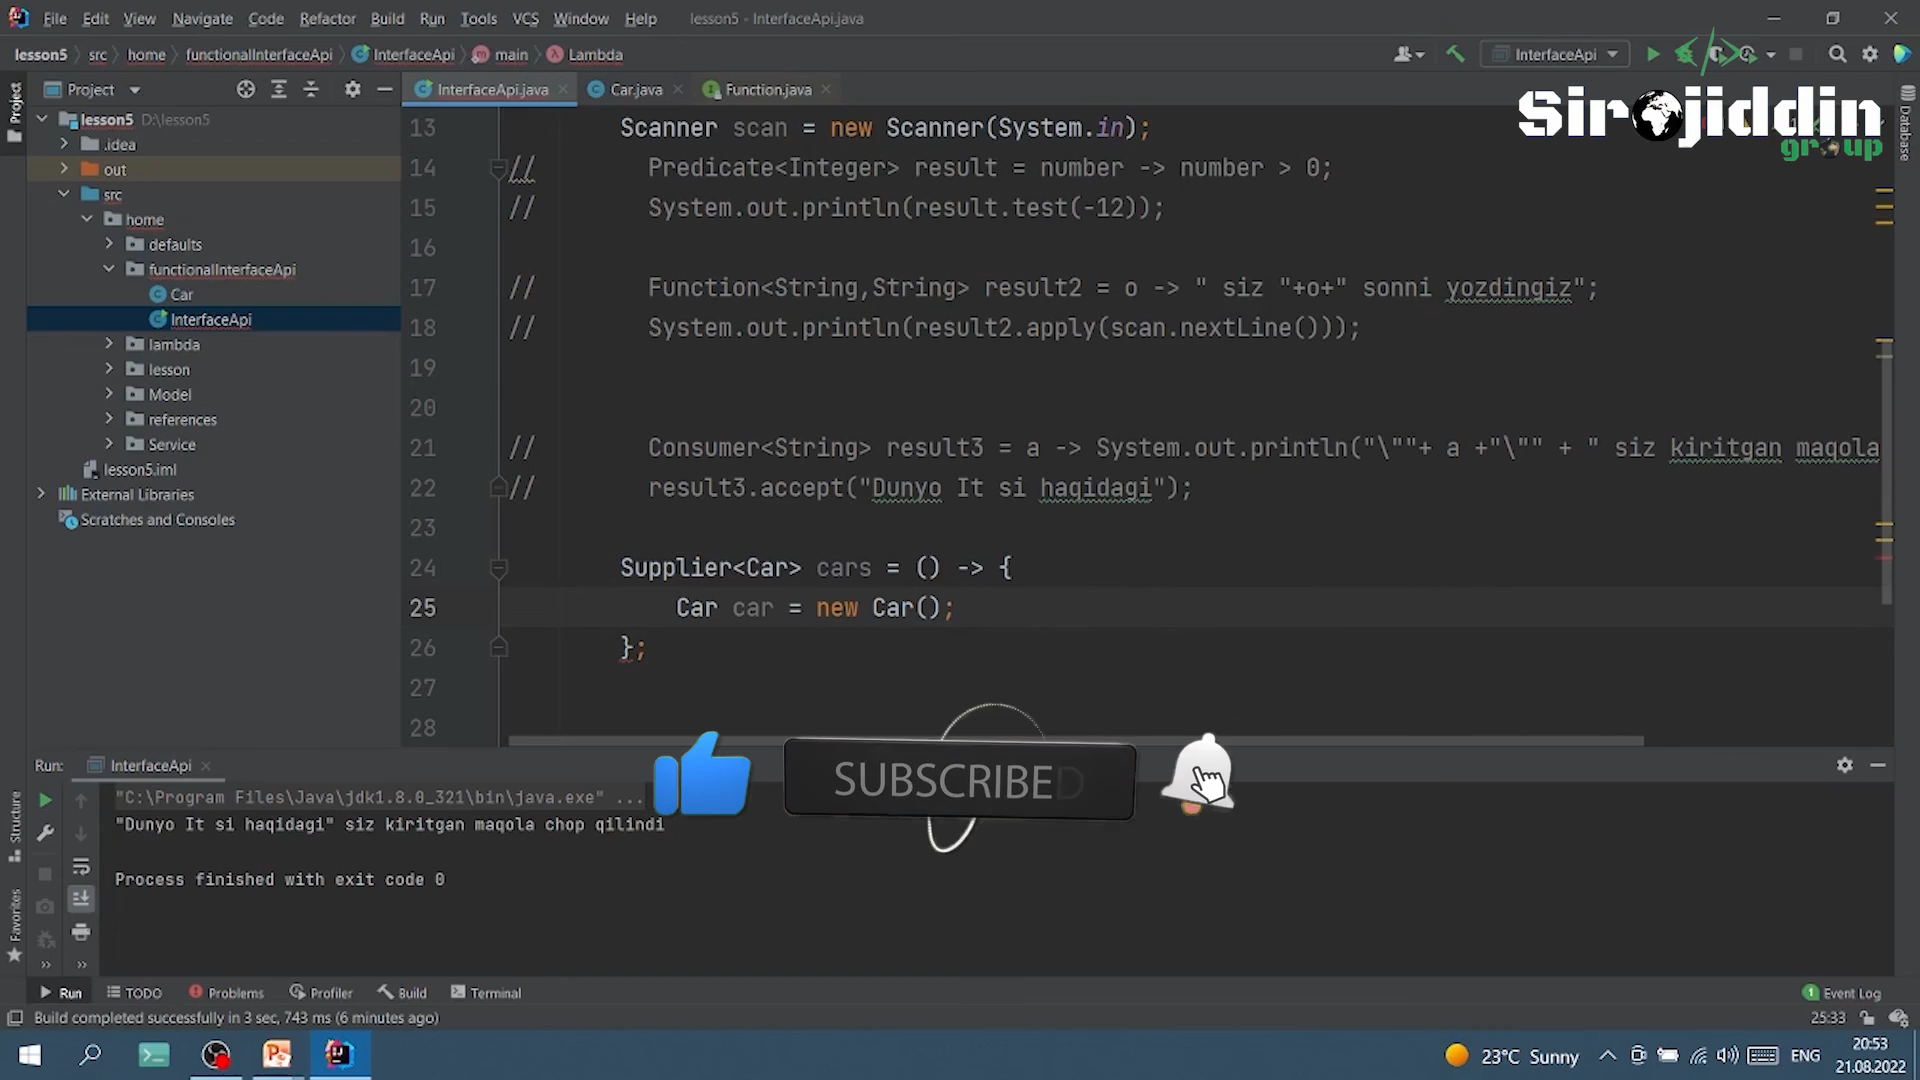 File Edit View Navigate Code Refactor Build Run Tools VCS Window Help lesson5 - InterfaceApi.java
lesson5 src home functionalInterfaceApi InterfaceApi main Lambda InterfaceApi
Project
Project
InterfaceApi.java Car.java Function.java
Sirojiddin
group
Database
lesson5 D:\lesson5
.idea
out
src
home
defaults
functionalInterfaceApi
Car
InterfaceApi
lambda
lesson
Model
references
Service
lesson5.iml
External Libraries
Scratches and Consoles
13 Scanner scan = new Scanner(System.in);
14 // Predicate<Integer> result = number -> number > 0;
15 // System.out.println(result.test(-12));
16
17 // Function<String,String> result2 = o -> " siz "+o+" sonni yozdingiz";
18 // System.out.println(result2.apply(scan.nextLine()));
19
20
21 // Consumer<String> result3 = a -> System.out.println("\""+ a +"\"" + " siz kiritgan maqola
22 // result3.accept("Dunyo It si haqidagi");
23
24 Supplier<Car> cars = () -> {
25 Car car = new Car();
26 };
27
28
SUBSCRIBED
Run: InterfaceApi
"C:\Program Files\Java\jdk1.8.0_321\bin\java.exe" ...
"Dunyo It si haqidagi" siz kiritgan maqola chop qilindi
Process finished with exit code 0
Structure
Favorites
Run TODO Problems Profiler Build Terminal 1 Event Log
Build completed successfully in 3 sec, 743 ms (6 minutes ago) 25:33
23°C Sunny ENG 20:53
21.08.2022